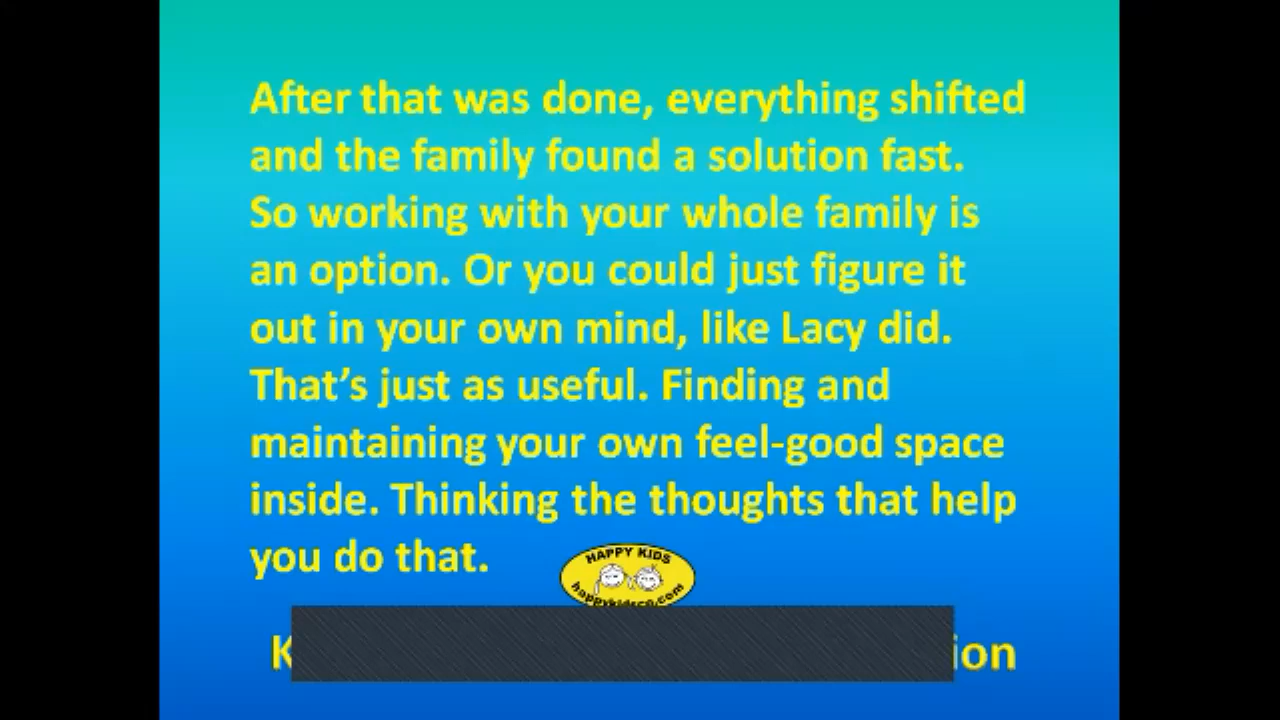 After that was done, everything shifted
and the family found a solution fast.
So working with your whole family is
an option. Or you could just figure it
out in your own mind, like Lacy did.
That’s just as useful. Finding and
maintaining your own feel-good space
inside. Thinking the thoughts that help
you do that.
HAPPY KIDS